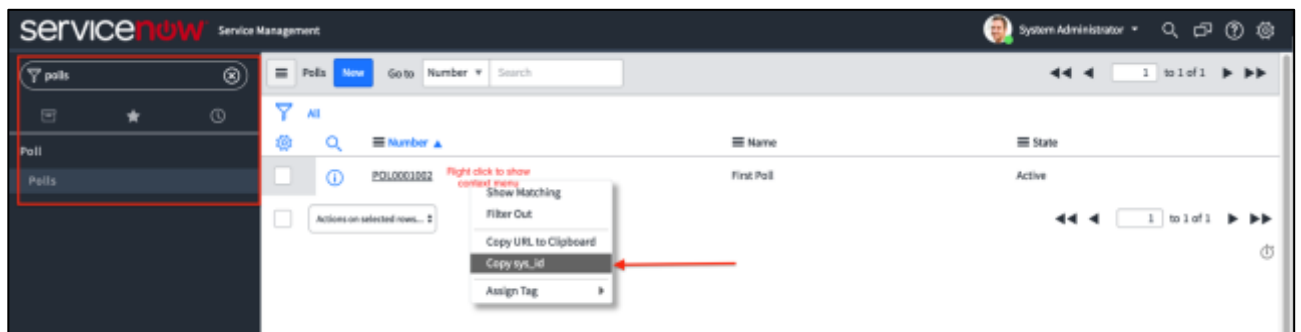 servicenow Service Management System Administrator
polls
Polls New Go to Number Search 1 to 1 of 1
All
Number Name State
Poll
Polls
POL0001002 First Poll Active
Right click to show
context menu
Show Matching
Filter Out
Actions on selected rows... 1 to 1 of 1
Copy URL to Clipboard
Copy sys_id
Assign Tag